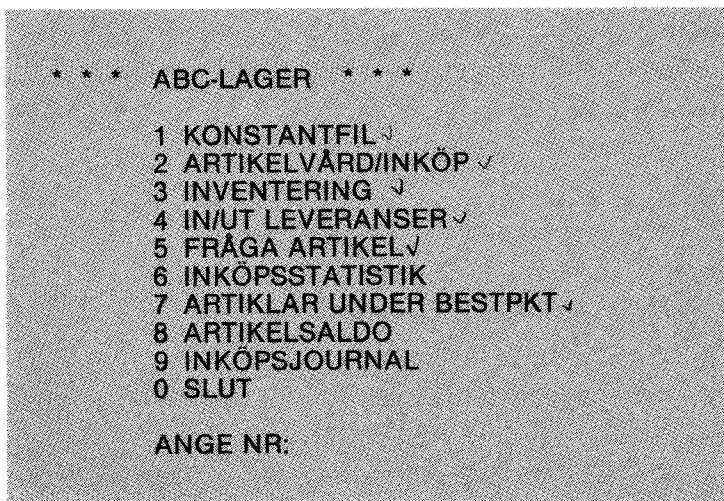 * * * ABC-LAGER * * *
1 KONSTANTFIL √
2 ARTIKELVÅRD/INKÖP √
3 INVENTERING √
4 IN/UT LEVERANSER √
5 FRÅGA ARTIKEL √
6 INKÖPSSTATISTIK
7 ARTIKLAR UNDER BESTPKT √
8 ARTIKELSALDO
9 INKÖPSJOURNAL
0 SLUT
ANGE NR: